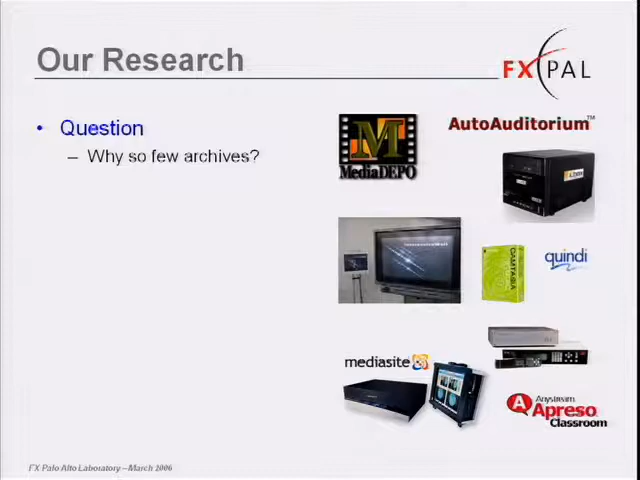 Our Research
FX PAL
• Question
– Why so few archives?
M
MediaDEPO
AutoAuditorium™
CAMTASIA
quindi
mediasite
Anystream
Apreso
Classroom
FX Palo Alto Laboratory – March 2006